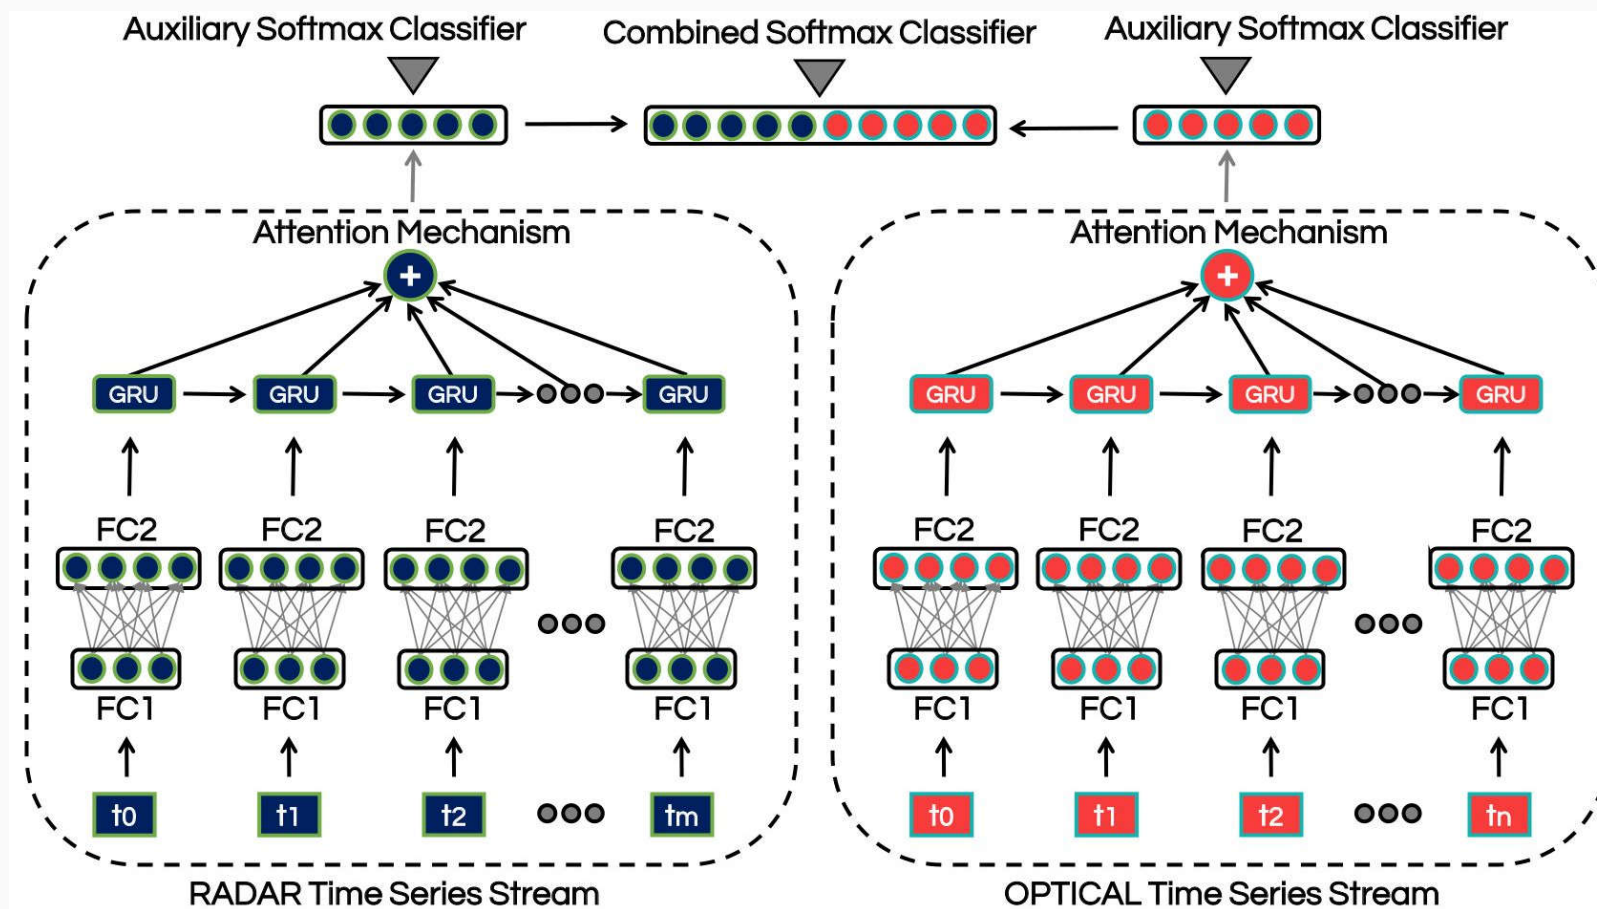 Auxiliary Softmax Classifier
Combined Softmax Classifier
Auxiliary Softmax Classifier
Attention Mechanism
+
GRU GRU GRU GRU
FC2 FC2 FC2 FC2
FC1 FC1 FC1 FC1
t0 t1 t2 tm
RADAR Time Series Stream
Attention Mechanism
+
GRU GRU GRU GRU
FC2 FC2 FC2 FC2
FC1 FC1 FC1 FC1
t0 t1 t2 tn
OPTICAL Time Series Stream